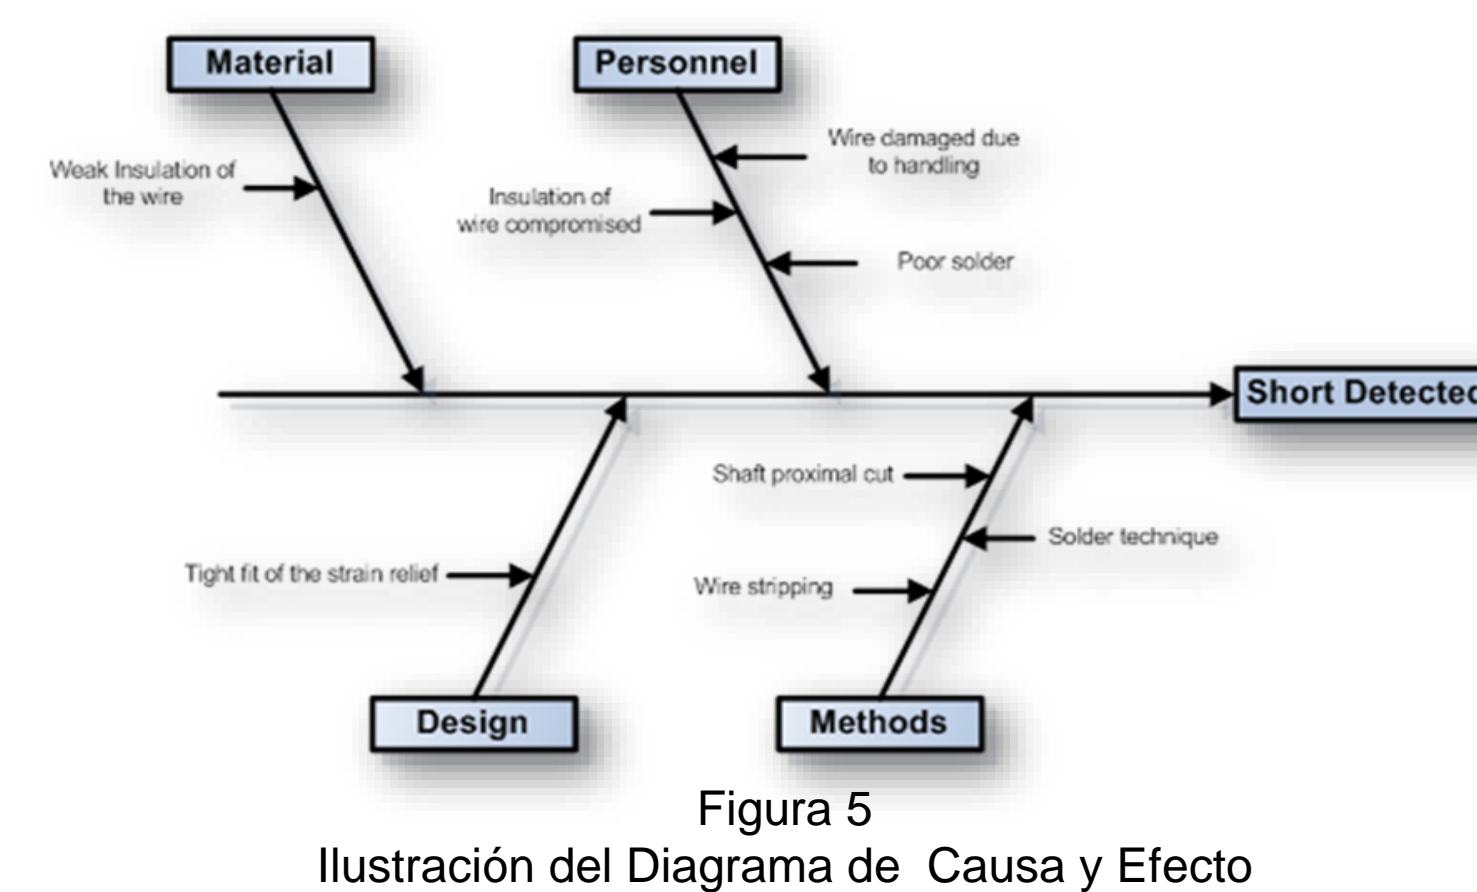 Material
Personnel
Wire damaged due
to handling
Weak Insulation of
the wire
Insulation of
wire compromised
Poor solder
Short Detected
Shaft proximal cut
Solder technique
Tight fit of the strain relief
Wire stripping
Design
Methods
Figura 5
Ilustración del Diagrama de Causa y Efecto